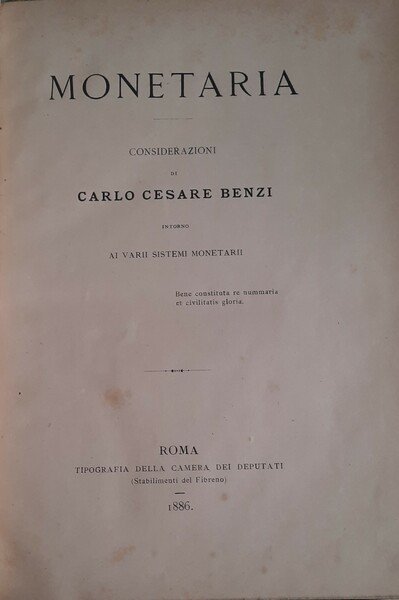 MONETARIA
CONSIDERAZIONI
DI
CARLO CESARE BENZI
INTORNO
AI VARII SISTEMI MONETARII
Bene constituta re nummaria
et civilitatis gloria.
ROMA
TIPOGRAFIA DELLA CAMERA DEI DEPUTATI
(Stabilimenti del Fibreno)
1886.